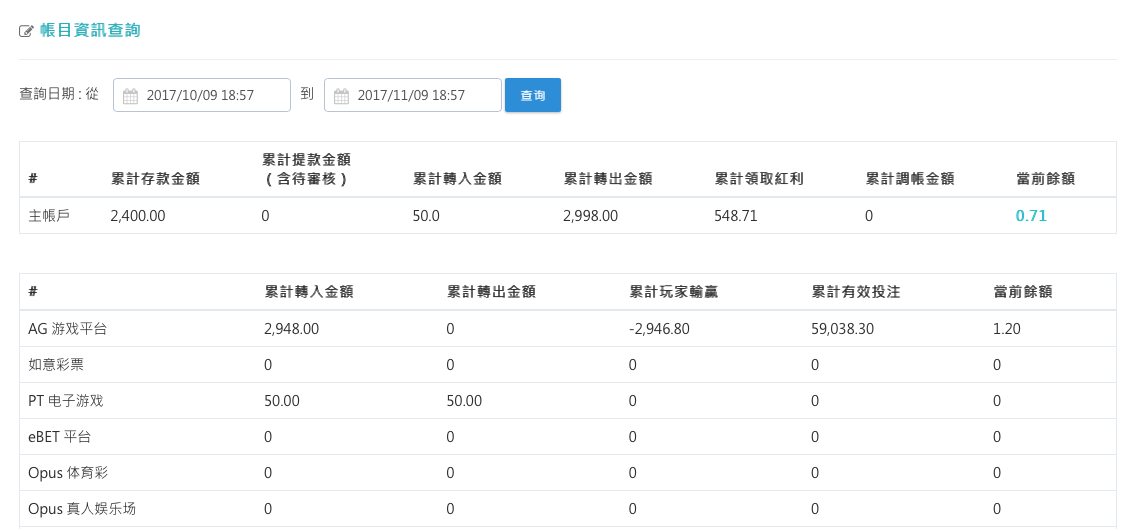 帳目資訊查詢
查詢日期 : 從 2017/10/09 18:57 到 2017/11/09 18:57 查询
# 累計存款金額 累計提款金額 (含待審核) 累計轉入金額 累計轉出金額 累計領取紅利 累計調帳金額 當前餘額
主帳戶 2,400.00 0 50.0 2,998.00 548.71 0 0.71
# 累計轉入金額 累計轉出金額 累計玩家輸贏 累計有效投注 當前餘額
AG 游戏平台 2,948.00 0 -2,946.80 59,038.30 1.20
如意彩票 0 0 0 0 0
PT 电子游戏 50.00 50.00 0 0 0
eBET 平台 0 0 0 0 0
Opus 体育彩 0 0 0 0 0
Opus 真人娱乐场 0 0 0 0 0